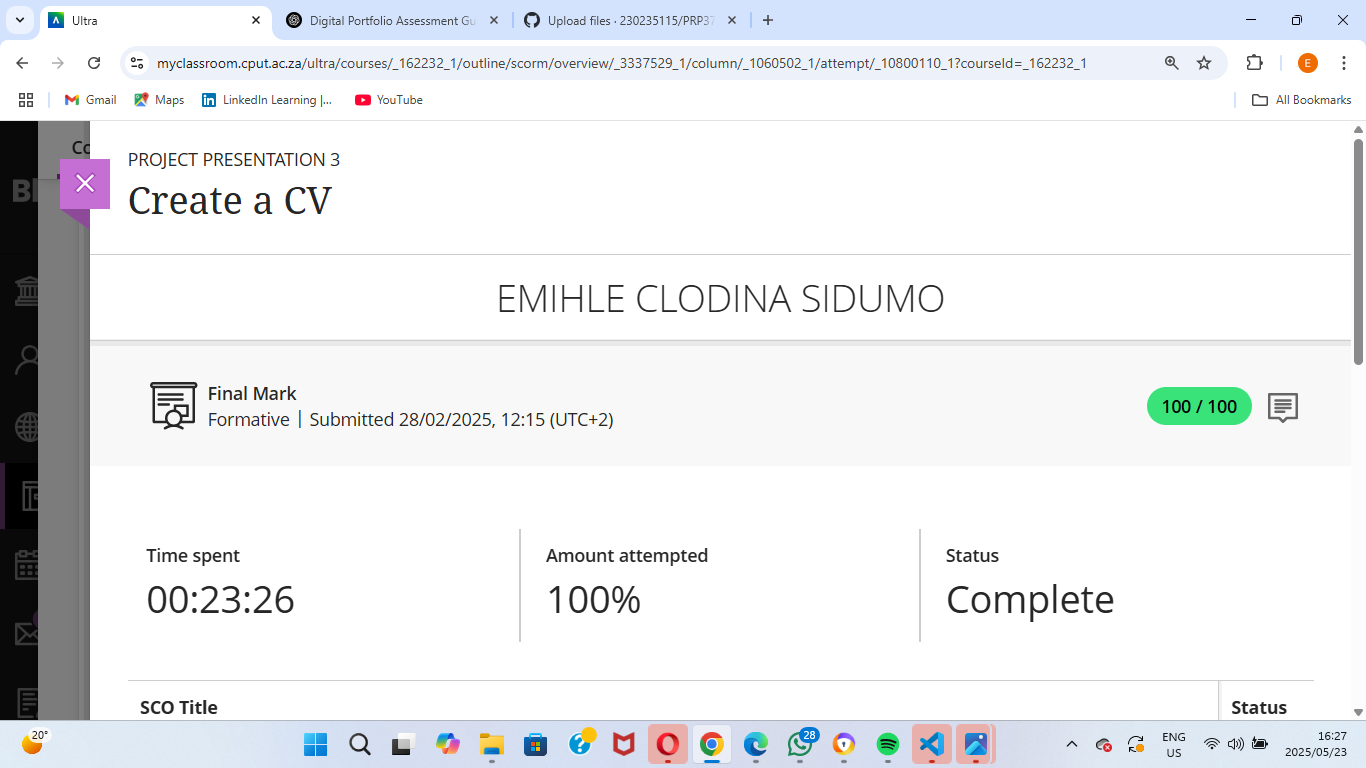 Ultra
Digital Portfolio Assessment Gu
Upload files · 230235115/PRP37
myclassroom.cput.ac.za/ultra/courses/_162232_1/outline/scorm/overview/_3337529_1/column/_1060502_1/attempt/_10800110_1?courseId=_162232_1
E
Gmail
Maps
LinkedIn Learning |...
YouTube
All Bookmarks
Co
Bl
PROJECT PRESENTATION 3
Create a CV
EMIHLE CLODINA SIDUMO
Final Mark
Formative | Submitted 28/02/2025, 12:15 (UTC+2)
100 / 100
Time spent
00:23:26
Amount attempted
100%
Status
Complete
SCO Title
Status
20°
28
ENG
US
16:27
2025/05/23